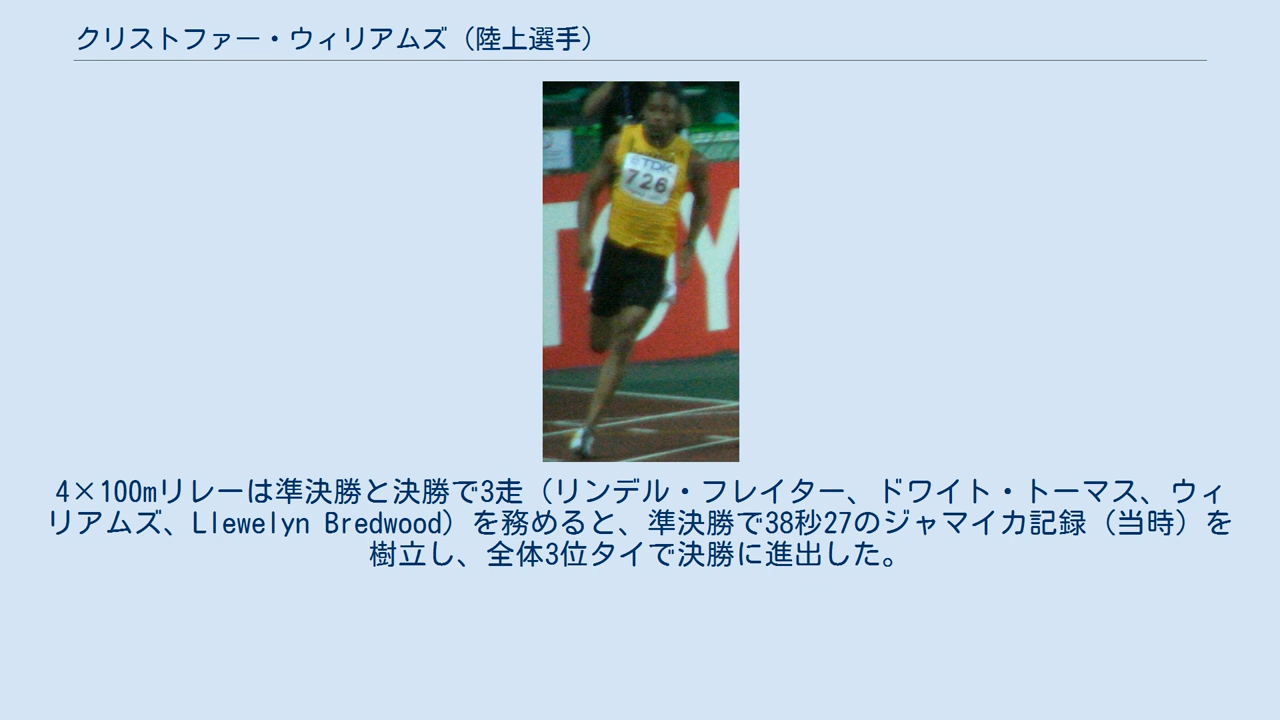 クリストファー・ウィリアムズ（陸上選手）
TDK
726
TOY
4×100mリレーは準決勝と決勝で3走（リンデル・フレイター、ドワイト・トーマス、ウィ
リアムズ、Llewelyn Bredwood）を務めると、準決勝で38秒27のジャマイカ記録（当時）を
樹立し、全体3位タイで決勝に進出した。